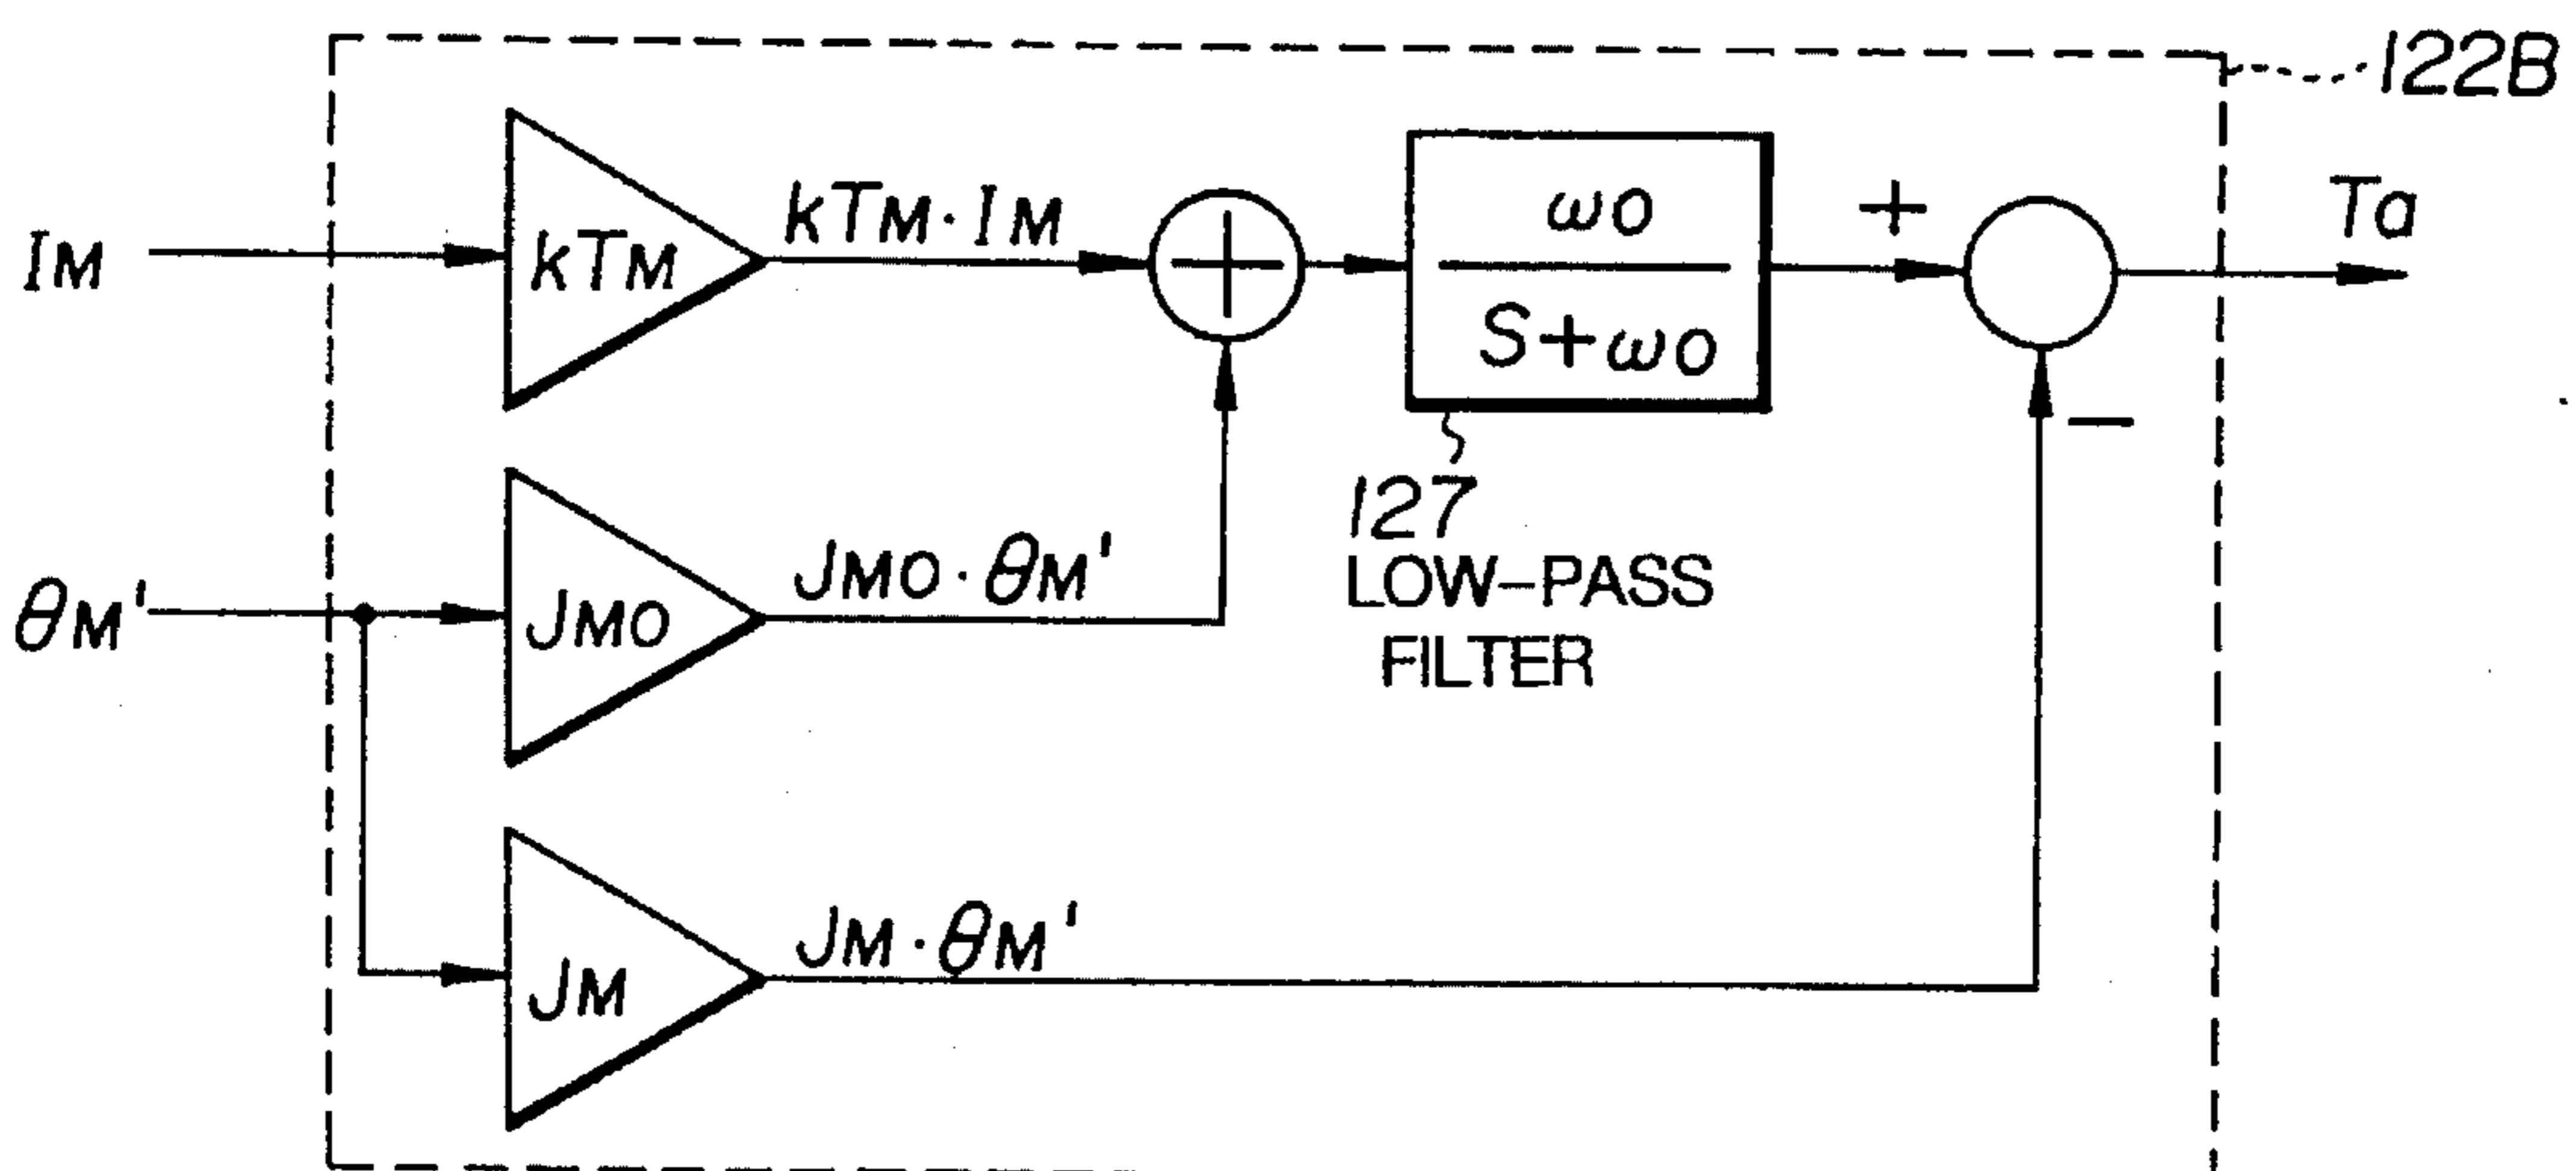 122B
IM
kTM
kTM·IM
ωo
S+ωo
+
Ta
−
127
LOW-PASS
FILTER
θM'
JMO
JMO·θM'
JM
JM·θM'